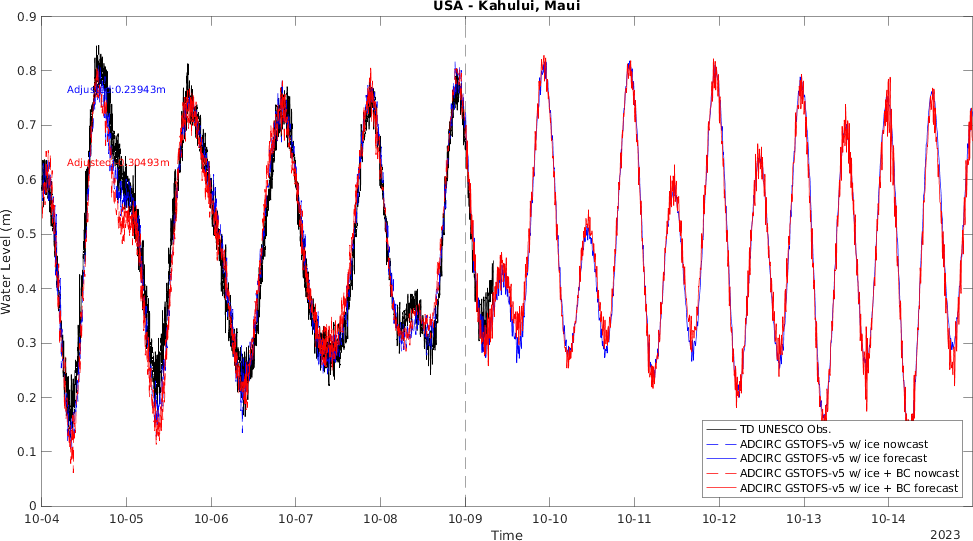 USA - Kahului, Maui
0.9
0.8
0.7
0.6
0.5
0.4
0.3
0.2
0.1
0
Water Level (m)
Adjusted:0.23943m
10-04
10-05
10-06
10-07
10-08
10-09
10-10
10-11
10-12
10-13
10-14
Time
2023
TD UNESCO Obs.
ADCIRC GSTOFS-v5 w/ ice nowcast
ADCIRC GSTOFS-v5 w/ ice forecast
ADCIRC GSTOFS-v5 w/ ice + BC nowcast
ADCIRC GSTOFS-v5 w/ ice + BC forecast